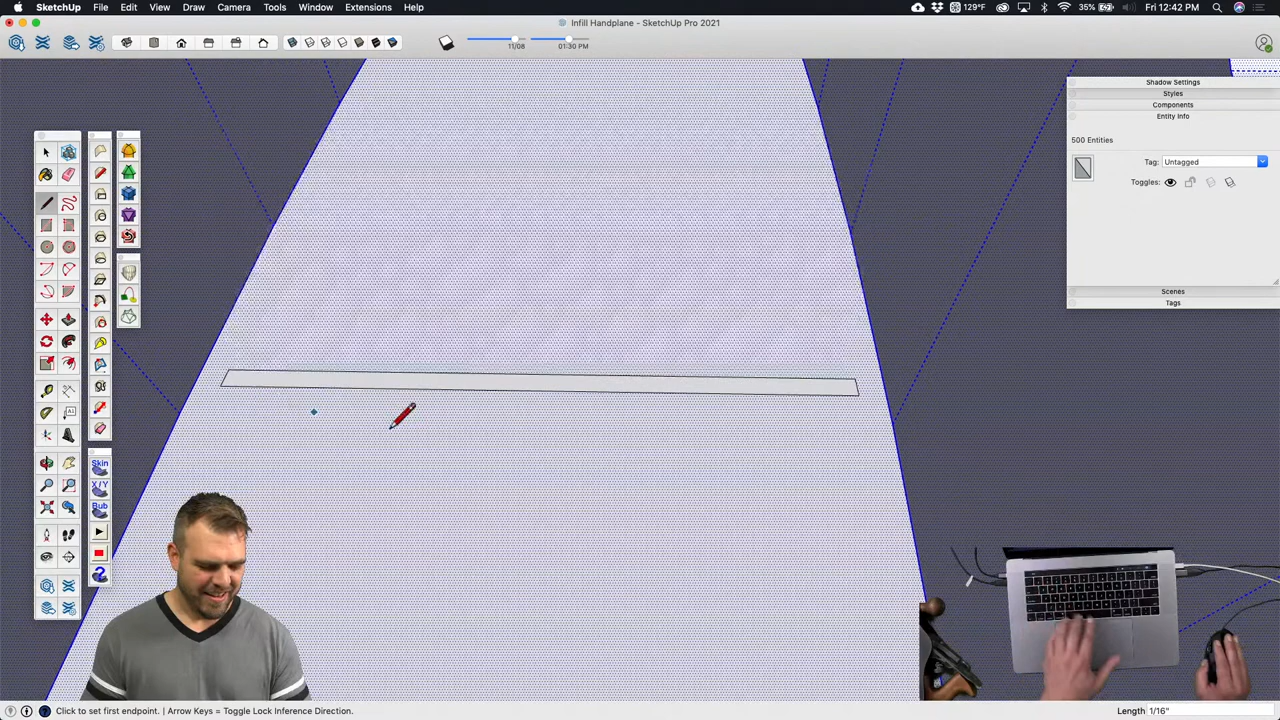 SketchUp File Edit View Draw Camera Tools Window Extensions Help
129°F 35% Fri 12:42 PM
Infill Handplane - SketchUp Pro 2021
11/08 01:30 PM
Shadow Settings
Styles
Components
Entity Info
500 Entities
Tag: Untagged
Toggles:
Scenes
Tags
Skin
X/Y
Bub
Click to set first endpoint. | Arrow Keys = Toggle Lock Inference Direction.
Length 1/16"